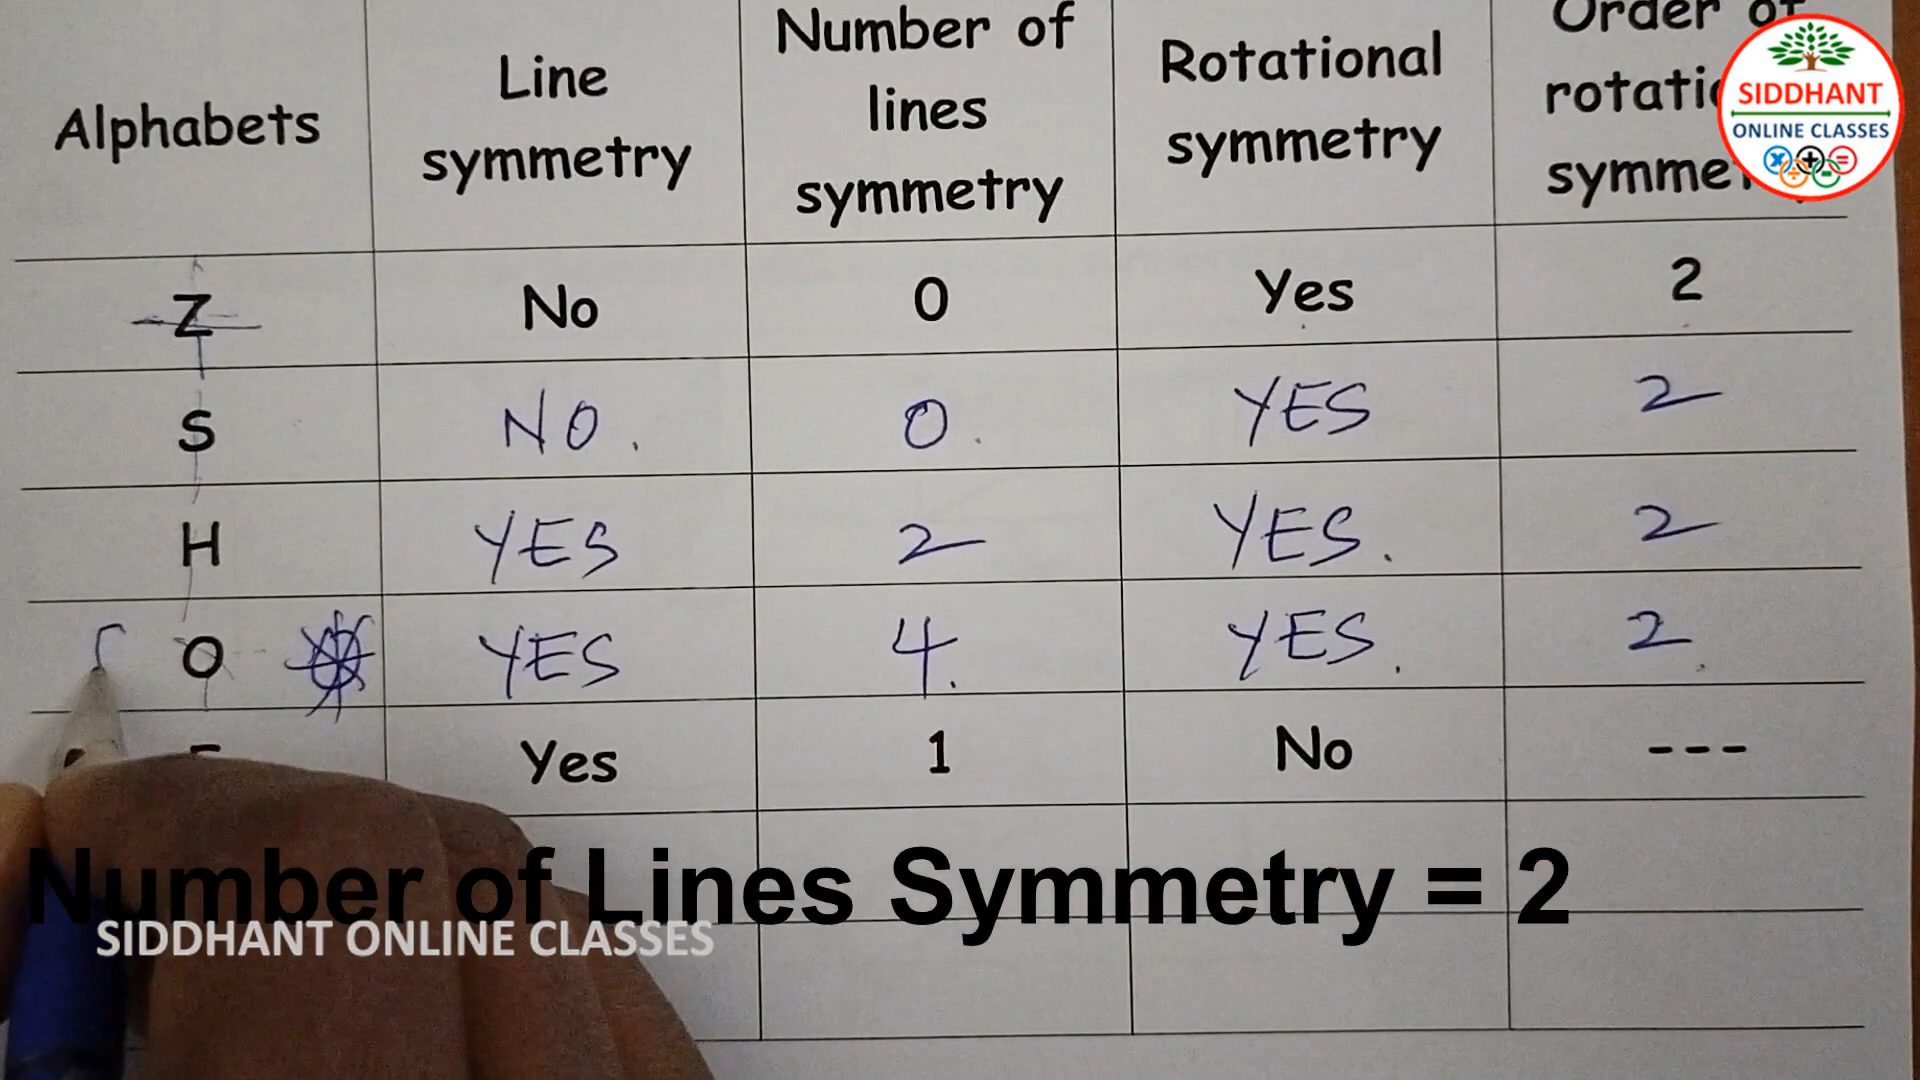 Alphabets
Line
symmetry
Number of
lines
symmetry
Rotational
symmetry
Order of
SIDDHANT
ONLINE CLASSES
Z No 0 Yes 2
S NO. 0. YES 2
H YES 2 YES. 2
O YES 4. YES. 2
Yes 1 No ---
Number of Lines Symmetry = 2
SIDDHANT ONLINE CLASSES